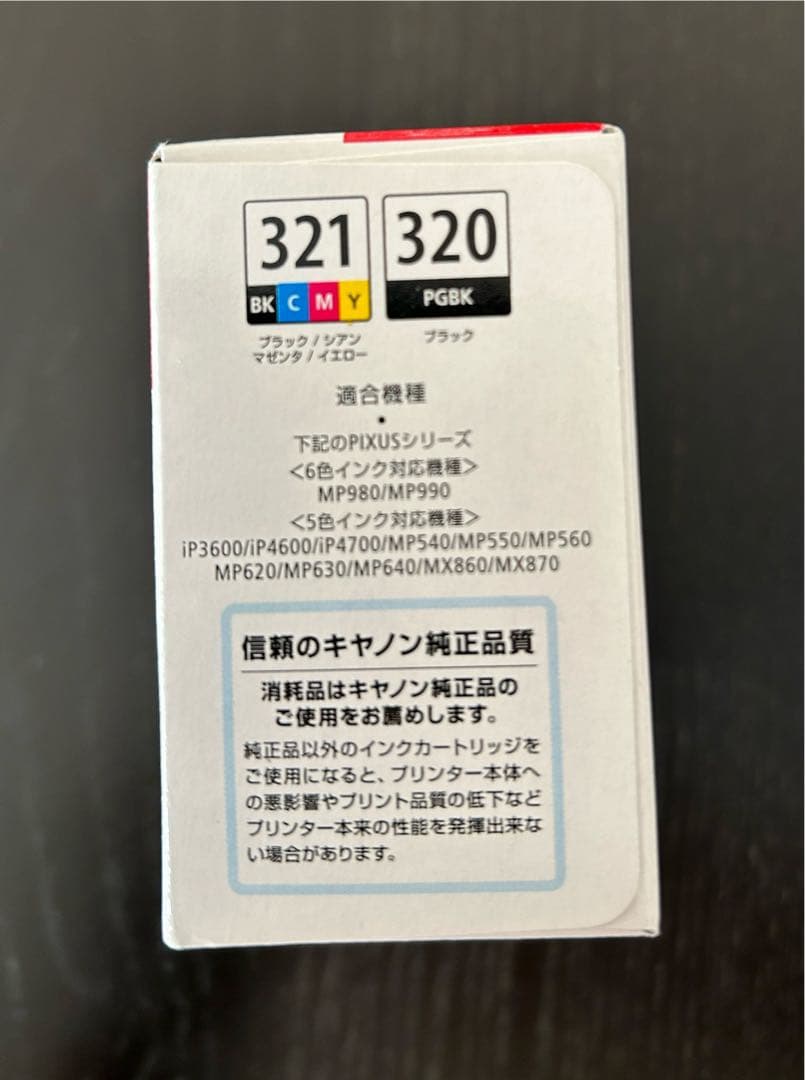 321
BK C M Y
ブラック / シアン
マゼンタ / イエロー
320
PGBK
ブラック
適合機種
•
下記のPIXUSシリーズ
<6色インク対応機種>
MP980/MP990
<5色インク対応機種>
iP3600/iP4600/iP4700/MP540/MP550/MP560
MP620/MP630/MP640/MX860/MX870
信頼のキヤノン純正品質
消耗品はキヤノン純正品の
ご使用をお薦めします。
純正品以外のインクカートリッジを
ご使用になると、プリンター本体へ
の悪影響やプリント品質の低下など
プリンター本来の性能を発揮出来な
い場合があります。